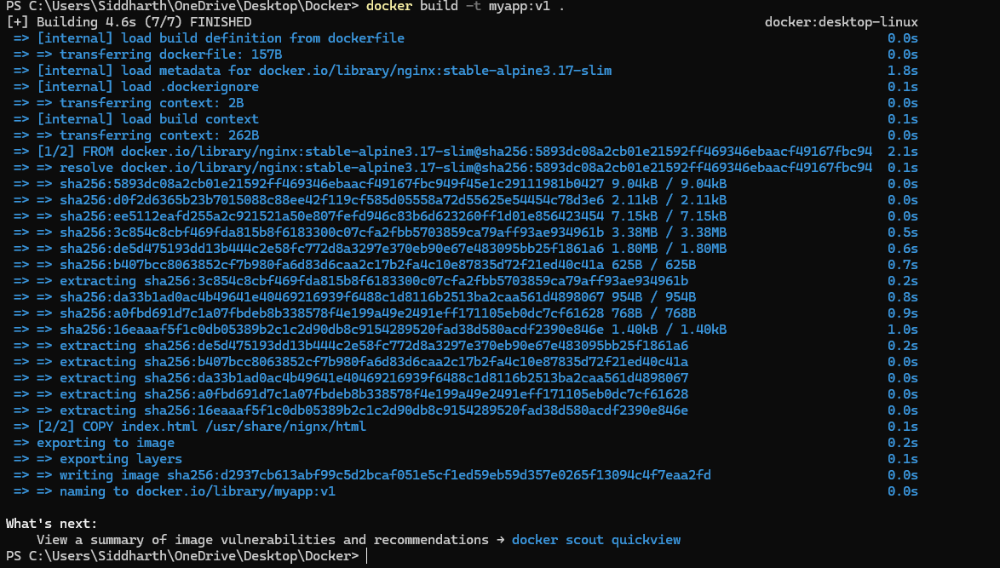 PS C:\Users\Siddharth\OneDrive\Desktop\Docker> docker build -t myapp:v1 .
[+] Building 4.6s (7/7) FINISHED docker:desktop-linux
=> [internal] load build definition from dockerfile 0.0s
=> => transferring dockerfile: 157B 0.0s
=> [internal] load metadata for docker.io/library/nginx:stable-alpine3.17-slim 1.8s
=> [internal] load .dockerignore 0.1s
=> => transferring context: 2B 0.0s
=> [internal] load build context 0.1s
=> => transferring context: 262B 0.0s
=> [1/2] FROM docker.io/library/nginx:stable-alpine3.17-slim@sha256:5893dc08a2cb01e21592ff469346ebaacf49167fbc94 2.1s
=> => resolve docker.io/library/nginx:stable-alpine3.17-slim@sha256:5893dc08a2cb01e21592ff469346ebaacf49167fbc94 0.1s
=> => sha256:5893dc08a2cb01e21592ff469346ebaacf49167fbc949f45e1c29111981b0427 9.04kB / 9.04kB 0.0s
=> => sha256:d0f2d6365b23b7015088c88ee42f119cf585d05558a72d55625e54454c78d3e6 2.11kB / 2.11kB 0.0s
=> => sha256:ee5112eafd255a2c921521a50e807fefd946c83b6d623260ff1d01e856423454 7.15kB / 7.15kB 0.0s
=> => sha256:3c854c8cbf469fda815b8f6183300c07cfa2fbb5703859ca79aff93ae934961b 3.38MB / 3.38MB 0.5s
=> => sha256:de5d475193dd13b444c2e58fc772d8a3297e370eb90e67e483095bb25f1861a6 1.80MB / 1.80MB 0.6s
=> => sha256:b407bcc8063852cf7b980fa6d83d6caa2c17b2fa4c10e87835d72f21ed40c41a 625B / 625B 0.7s
=> => extracting sha256:3c854c8cbf469fda815b8f6183300c07cfa2fbb5703859ca79aff93ae934961b 0.2s
=> => sha256:da33b1ad0ac4b49641e40469216939f6488c1d8116b2513ba2caa561d4898067 954B / 954B 0.8s
=> => sha256:a0fbd691d7c1a07fbdeb8b338578f4e199a49e2491eff171105eb0dc7cf61628 768B / 768B 0.9s
=> => sha256:16eaaaf5f1c0db05389b2c1c2d90db8c9154289520fad38d580acdf2390e846e 1.40kB / 1.40kB 1.0s
=> => extracting sha256:de5d475193dd13b444c2e58fc772d8a3297e370eb90e67e483095bb25f1861a6 0.2s
=> => extracting sha256:b407bcc8063852cf7b980fa6d83d6caa2c17b2fa4c10e87835d72f21ed40c41a 0.0s
=> => extracting sha256:da33b1ad0ac4b49641e40469216939f6488c1d8116b2513ba2caa561d4898067 0.0s
=> => extracting sha256:a0fbd691d7c1a07fbdeb8b338578f4e199a49e2491eff171105eb0dc7cf61628 0.0s
=> => extracting sha256:16eaaaf5f1c0db05389b2c1c2d90db8c9154289520fad38d580acdf2390e846e 0.0s
=> [2/2] COPY index.html /usr/share/nignx/html 0.1s
=> exporting to image 0.2s
=> => exporting layers 0.1s
=> => writing image sha256:d2937cb613abf99c5d2bcaf051e5cf1ed59eb59d357e0265f13094c4f7eaa2fd 0.0s
=> => naming to docker.io/library/myapp:v1 0.0s
What's next:
View a summary of image vulnerabilities and recommendations → docker scout quickview
PS C:\Users\Siddharth\OneDrive\Desktop\Docker>